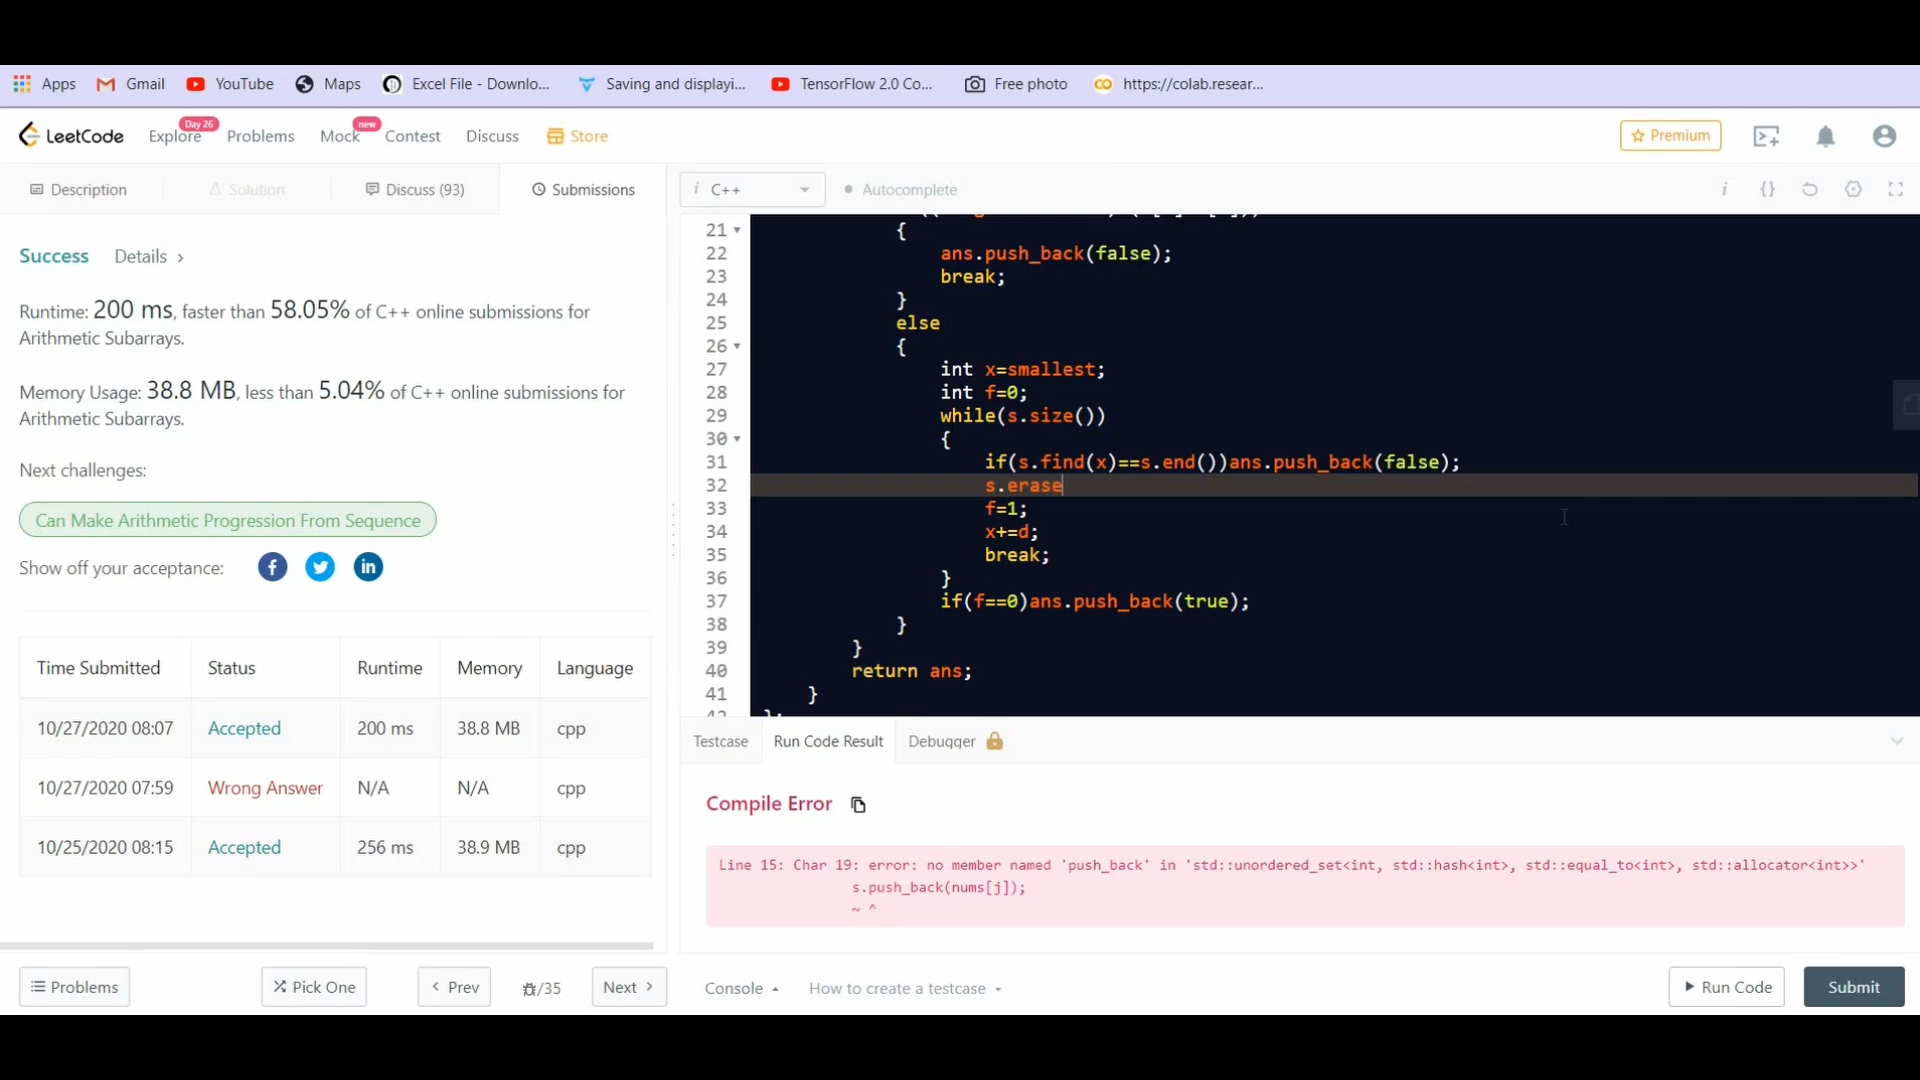 Apps Gmail YouTube Maps Excel File - Downlo... Saving and displayi... TensorFlow 2.0 Co... Free photo https://colab.resear...
LeetCode Explore Day 26 Problems Mock new Contest Discuss Store Premium
Description Solution Discuss (93) Submissions i C++ Autocomplete i {}
Success Details >
Runtime: 200 ms, faster than 58.05% of C++ online submissions for
Arithmetic Subarrays.
Memory Usage: 38.8 MB, less than 5.04% of C++ online submissions for
Arithmetic Subarrays.
Next challenges:
Can Make Arithmetic Progression From Sequence
Show off your acceptance:
Time Submitted Status Runtime Memory Language
10/27/2020 08:07 Accepted 200 ms 38.8 MB cpp
10/27/2020 07:59 Wrong Answer N/A N/A cpp
10/25/2020 08:15 Accepted 256 ms 38.9 MB cpp
21 {
22 ans.push_back(false);
23 break;
24 }
25 else
26 {
27 int x=smallest;
28 int f=0;
29 while(s.size())
30 {
31 if(s.find(x)==s.end())ans.push_back(false);
32 s.erase
33 f=1;
34 x+=d;
35 break;
36 }
37 if(f==0)ans.push_back(true);
38 }
39 }
40 return ans;
41 }
Testcase Run Code Result Debugger
Compile Error
Line 15: Char 19: error: no member named 'push_back' in 'std::unordered_set<int, std::hash<int>, std::equal_to<int>, std::allocator<int>>'
s.push_back(nums[j]);
~ ^
Problems Pick One < Prev /35 Next > Console How to create a testcase Run Code Submit